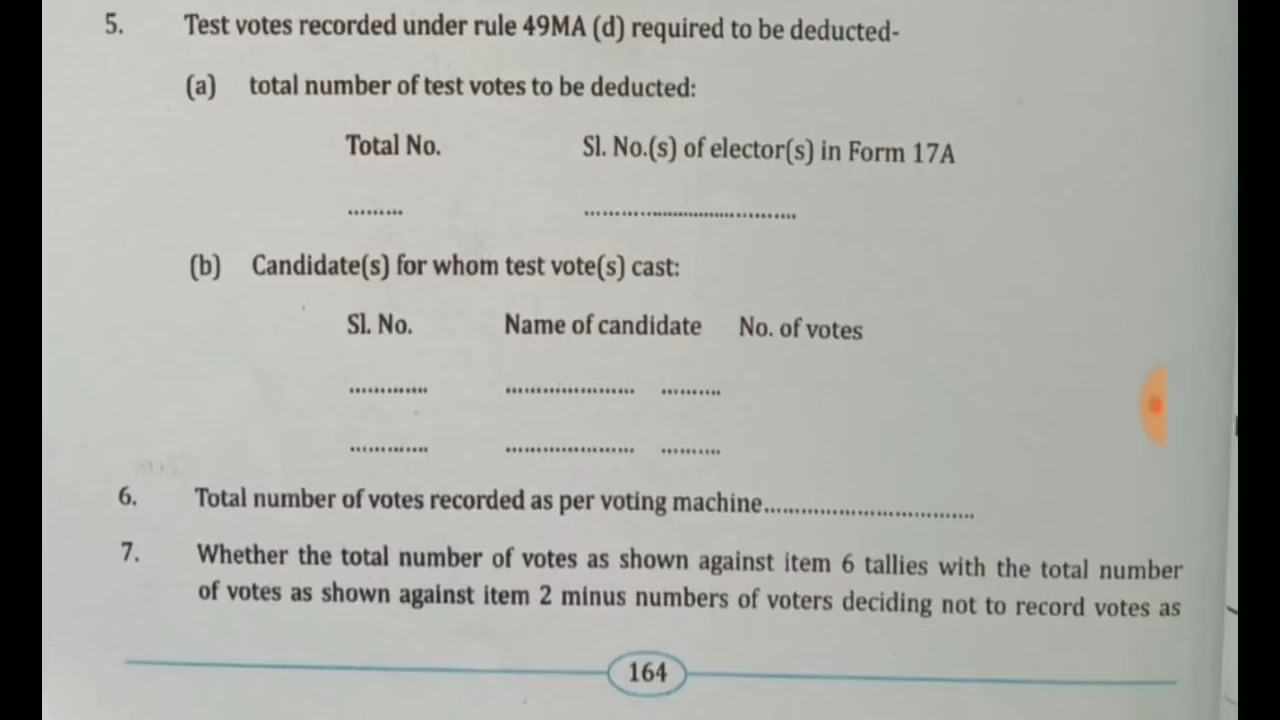 5. Test votes recorded under rule 49MA (d) required to be deducted-
(a) total number of test votes to be deducted:
Total No. Sl. No.(s) of elector(s) in Form 17A
......... ....................................
(b) Candidate(s) for whom test vote(s) cast:
Sl. No. Name of candidate No. of votes
............. ...................... ..........
............. ...................... ..........
6. Total number of votes recorded as per voting machine..................................
7. Whether the total number of votes as shown against item 6 tallies with the total number
of votes as shown against item 2 minus numbers of voters deciding not to record votes as
164